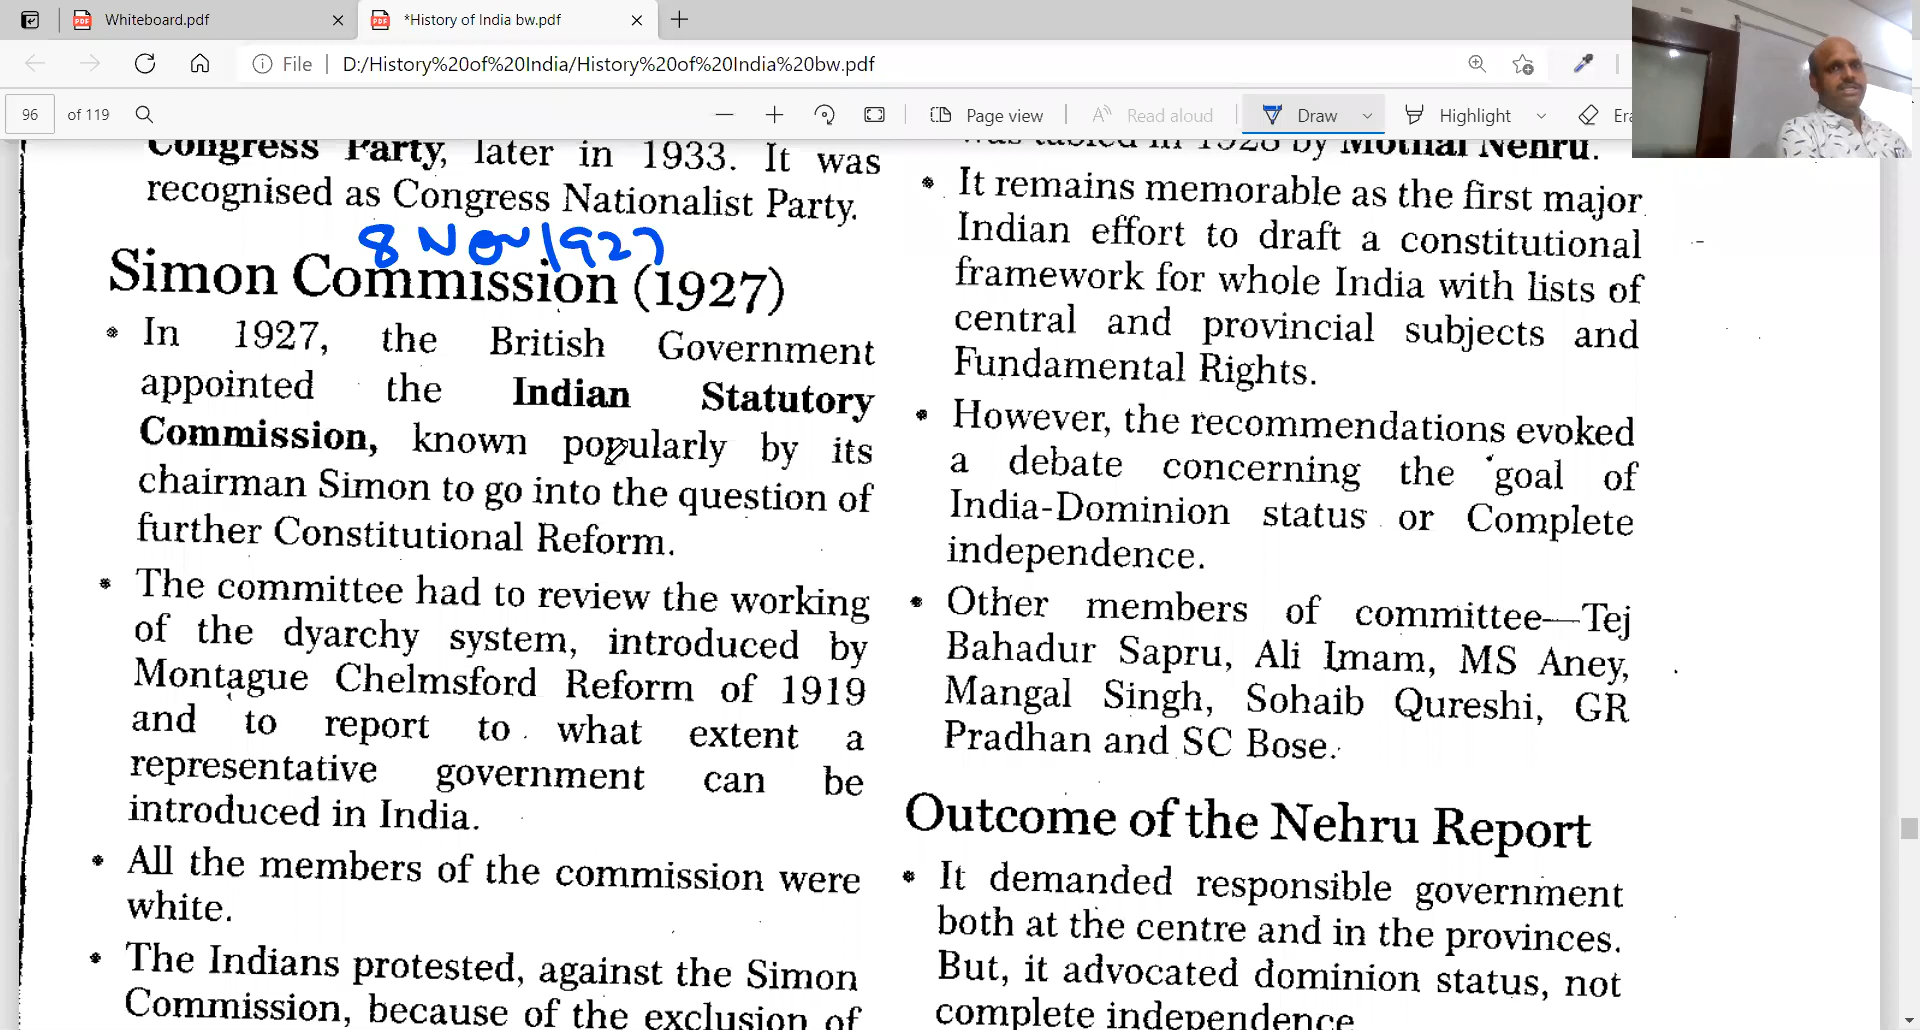 Whiteboard.pdf
*History of India bw.pdf
File
D:/History%20of%20India/History%20of%20India%20bw.pdf
96 of 119
Page view
Read aloud
Draw
Highlight
Congress Party, later in 1933. It was
recognised as Congress Nationalist Party.
8 Nov 1927
Simon Commission (1927)
• In 1927, the British Government
appointed the Indian Statutory
Commission, known popularly by its
chairman Simon to go into the question of
further Constitutional Reform.
• The committee had to review the working
of the dyarchy system, introduced by
Montague Chelmsford Reform of 1919
and to report to what extent a
representative government can be
introduced in India.
• All the members of the commission were
white.
• The Indians protested, against the Simon
Commission, because of the exclusion of
was tabled in 1928 by Motilal Nehru.
• It remains memorable as the first major
Indian effort to draft a constitutional
framework for whole India with lists of
central and provincial subjects and
Fundamental Rights.
• However, the recommendations evoked
a debate concerning the goal of
India-Dominion status or Complete
independence.
• Other members of committee—Tej
Bahadur Sapru, Ali Imam, MS Aney,
Mangal Singh, Sohaib Qureshi, GR
Pradhan and SC Bose.
Outcome of the Nehru Report
• It demanded responsible government
both at the centre and in the provinces.
But, it advocated dominion status, not
complete independence